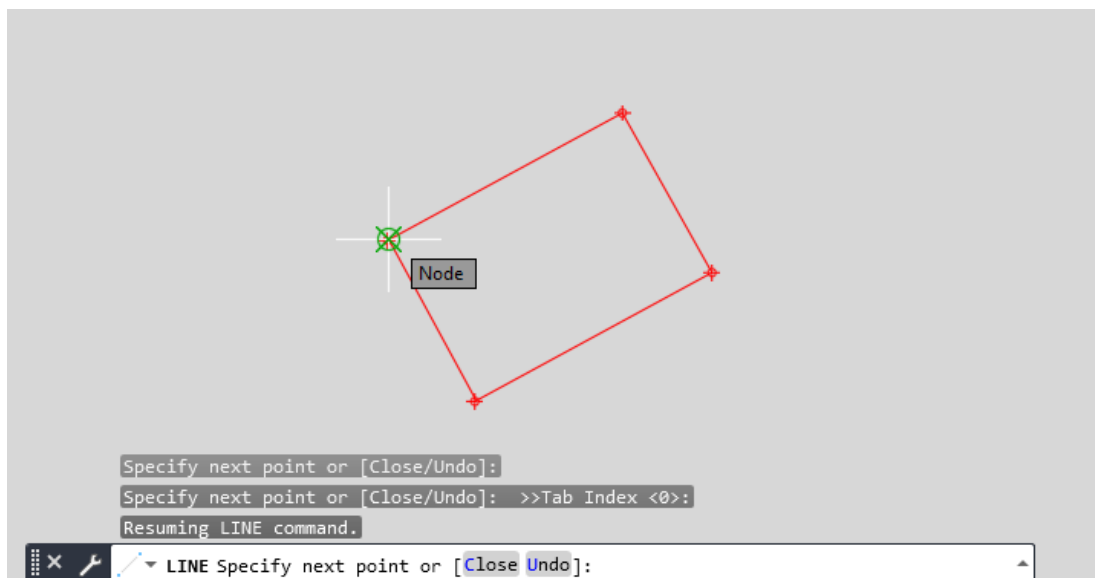 Node
Specify next point or [Close/Undo]:
Specify next point or [Close/Undo]:  >>Tab Index <0>:
Resuming LINE command.
LINE Specify next point or [Close Undo]: